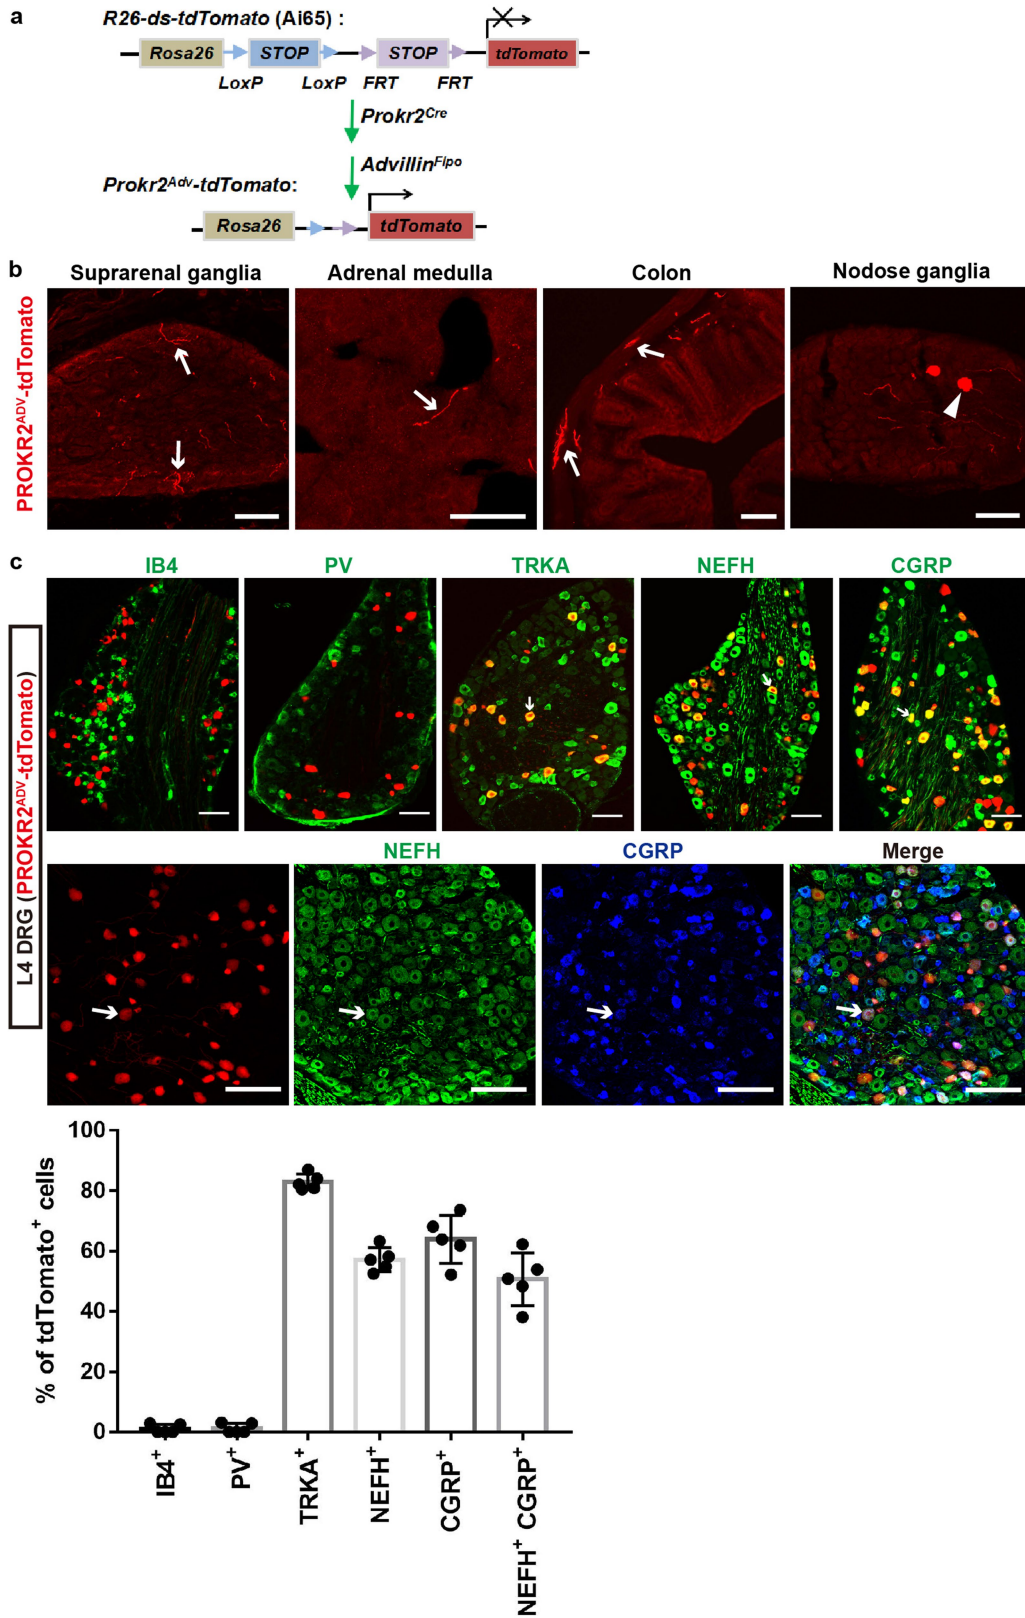 a
R26-ds-tdTomato (Ai65) :
Rosa26 STOP STOP tdTomato
LoxP LoxP FRT FRT
Prokr2Cre
AdvillinFlpo
Prokr2Adv-tdTomato:
Rosa26 tdTomato
b
Suprarenal ganglia Adrenal medulla Colon Nodose ganglia
PROKR2ADV-tdTomato
c
IB4 PV TRKA NEFH CGRP
L4 DRG (PROKR2ADV-tdTomato)
NEFH CGRP Merge
% of tdTomato+ cells
100
80
60
40
20
0
IB4+
PV+
TRKA+
NEFH+
CGRP+
NEFH+ CGRP+